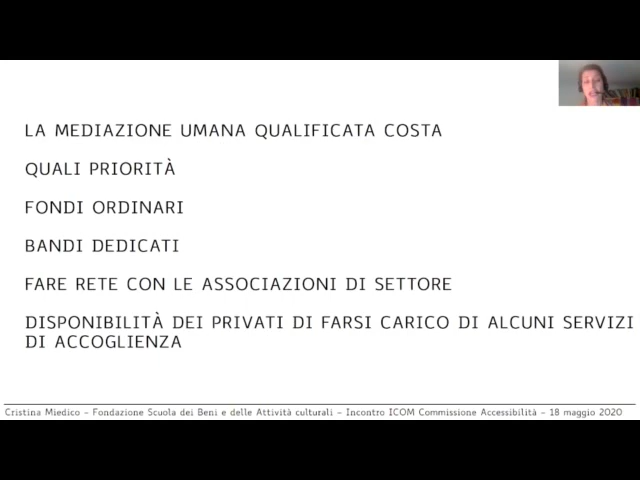 LA MEDIAZIONE UMANA QUALIFICATA COSTA
QUALI PRIORITÀ
FONDI ORDINARI
BANDI DEDICATI
FARE RETE CON LE ASSOCIAZIONI DI SETTORE
DISPONIBILITÀ DEI PRIVATI DI FARSI CARICO DI ALCUNI SERVIZI
DI ACCOGLIENZA
Cristina Miedico – Fondazione Scuola dei Beni e delle Attività culturali – Incontro ICOM Commissione Accessibilità – 18 maggio 2020